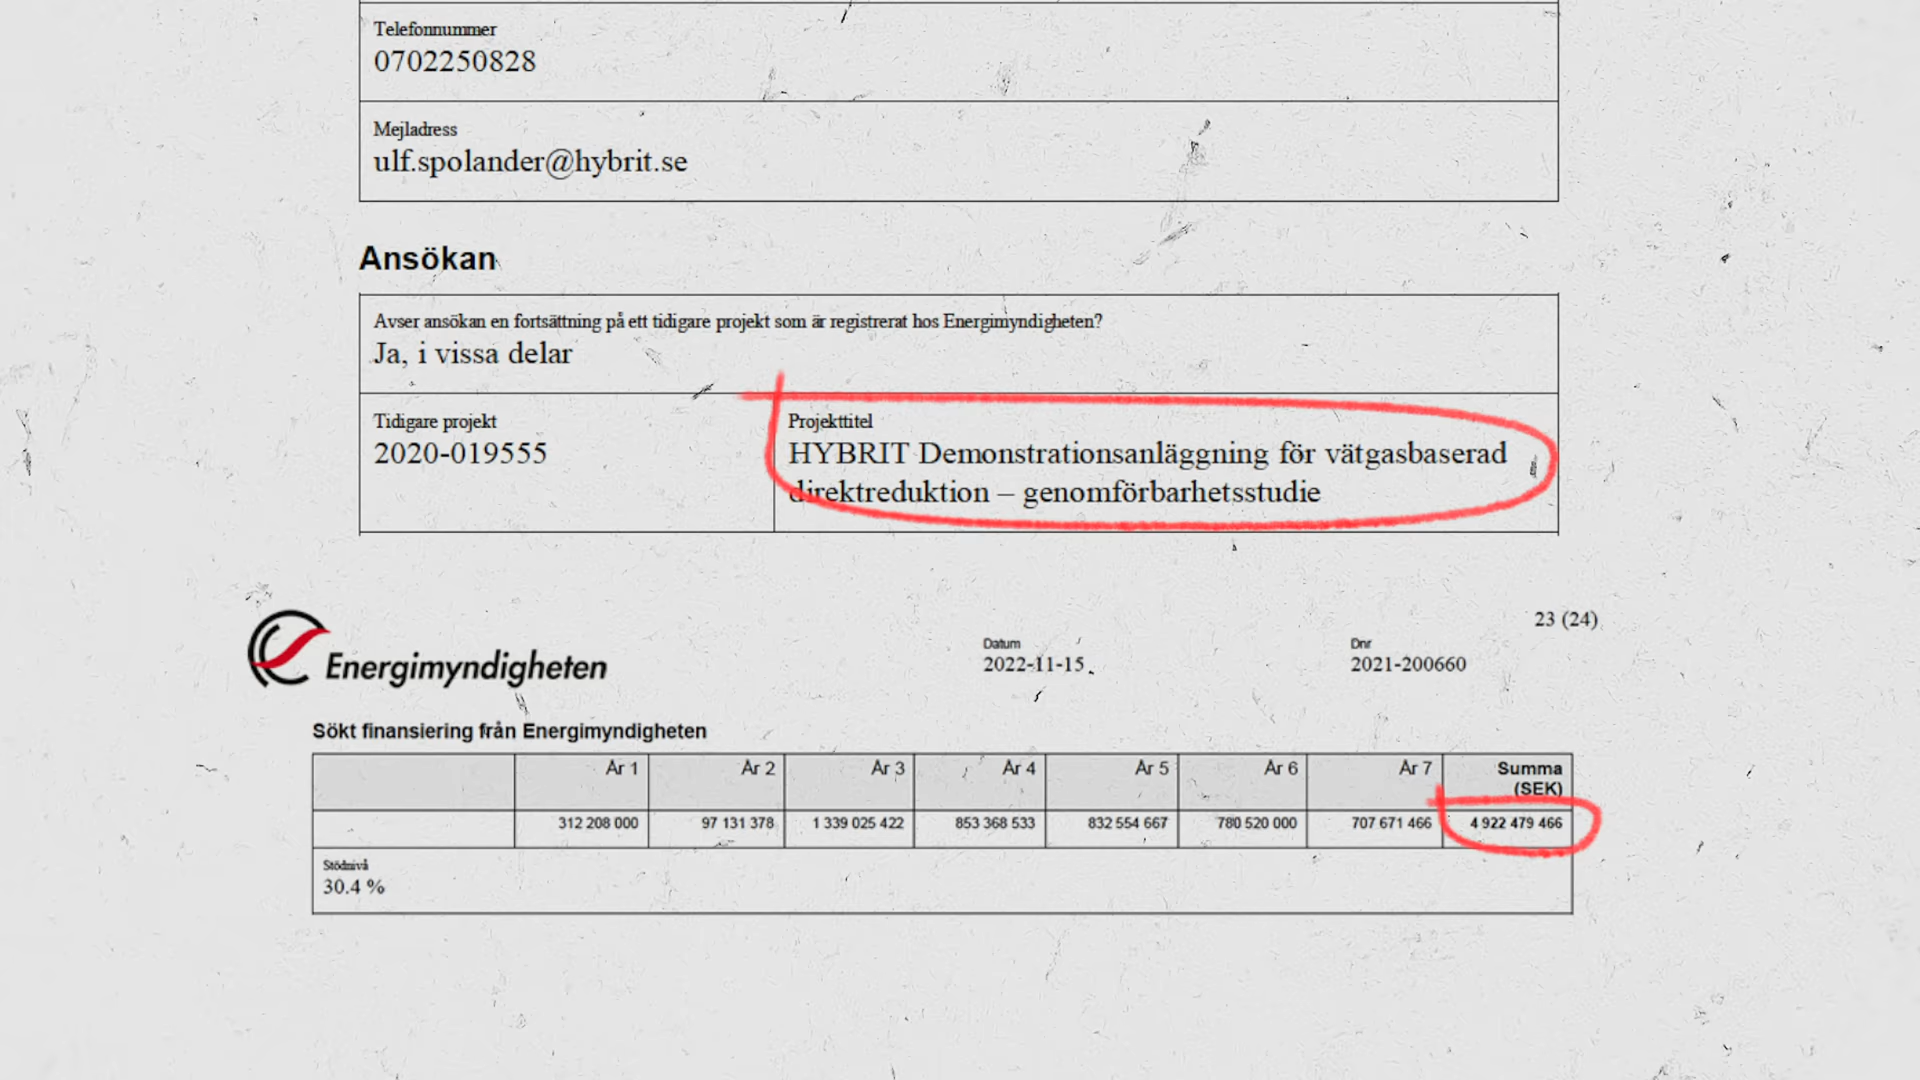 Telefonnummer
0702250828
Mejladress
ulf.spolander@hybrit.se
Ansökan
Avser ansökan en fortsättning på ett tidigare projekt som är registrerat hos Energimyndigheten?
Ja, i vissa delar
Tidigare projekt
2020-019555
Projekttitel
HYBRIT Demonstrationsanläggning för vätgasbaserad
direktreduktion – genomförbarhetsstudie
23 (24)
Energimyndigheten
Datum
2022-11-15
Dnr
2021-200660
Sökt finansiering från Energimyndigheten
År 1 År 2 År 3 År 4 År 5 År 6 År 7 Summa
(SEK)
312 208 000 97 131 378 1 339 025 422 853 368 533 832 554 667 780 520 000 707 671 466 4 922 479 466
Stödnivå
30.4 %